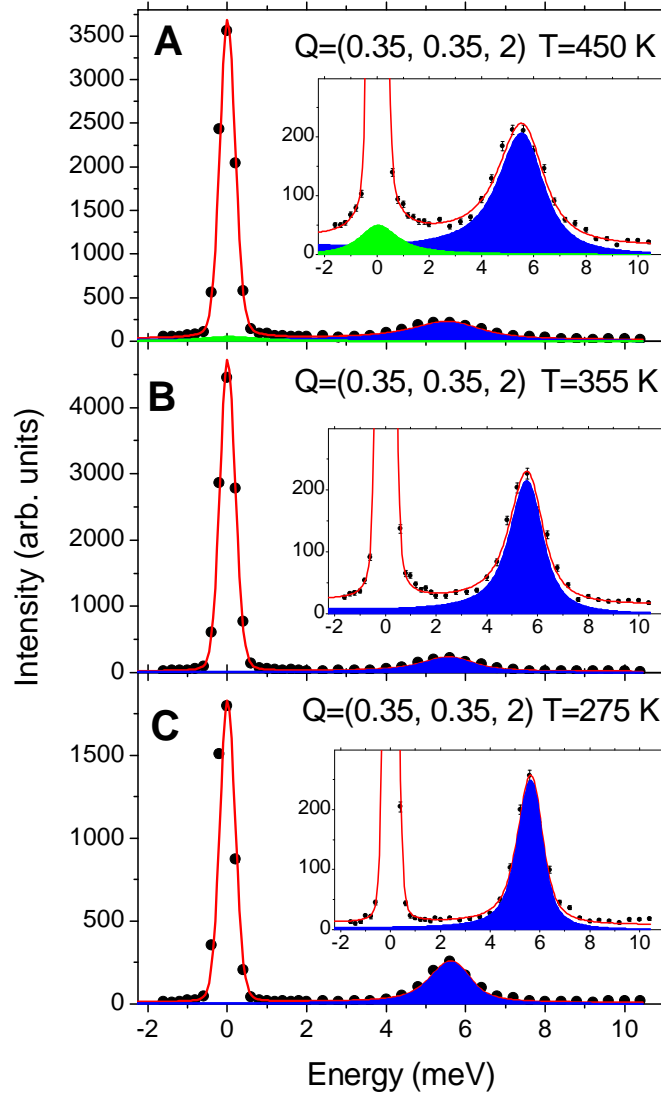 A
Q=(0.35, 0.35, 2) T=450 K
3500
3000
2500
2000
1500
1000
500
0
200
100
0
-2 0 2 4 6 8 10
B
Q=(0.35, 0.35, 2) T=355 K
4000
3000
2000
1000
0
200
100
0
-2 0 2 4 6 8 10
C
Q=(0.35, 0.35, 2) T=275 K
1500
1000
500
0
200
100
0
-2 0 2 4 6 8 10
-2 0 2 4 6 8 10
Energy (meV)
Intensity (arb. units)